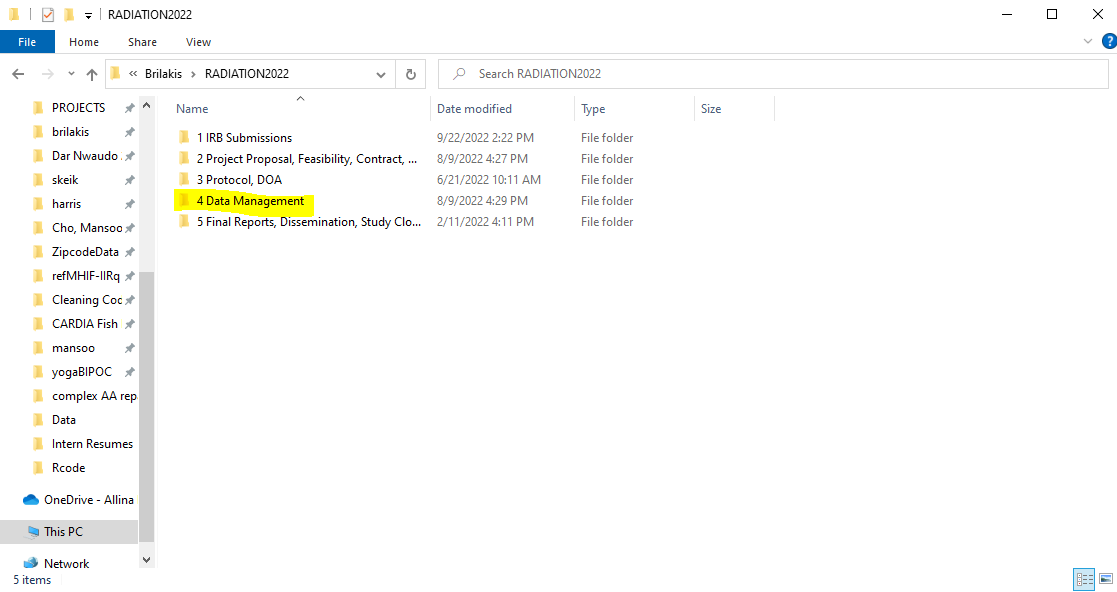 RADIATION2022
File Home Share View
« Brilakis > RADIATION2022
Search RADIATION2022
PROJECTS
brilakis
Dar Nwaudo
skeik
harris
Cho, Mansoo
ZipcodeData
refMHIF-IIRq
Cleaning Coc
CARDIA Fish
mansoo
yogaBIPOC
complex AA rep
Data
Intern Resumes
Rcode
OneDrive - Allina
This PC
Network
Name Date modified Type Size
1 IRB Submissions 9/22/2022 2:22 PM File folder
2 Project Proposal, Feasibility, Contract, ... 8/9/2022 4:27 PM File folder
3 Protocol, DOA 6/21/2022 10:11 AM File folder
4 Data Management 8/9/2022 4:29 PM File folder
5 Final Reports, Dissemination, Study Clo... 2/11/2022 4:11 PM File folder
5 items